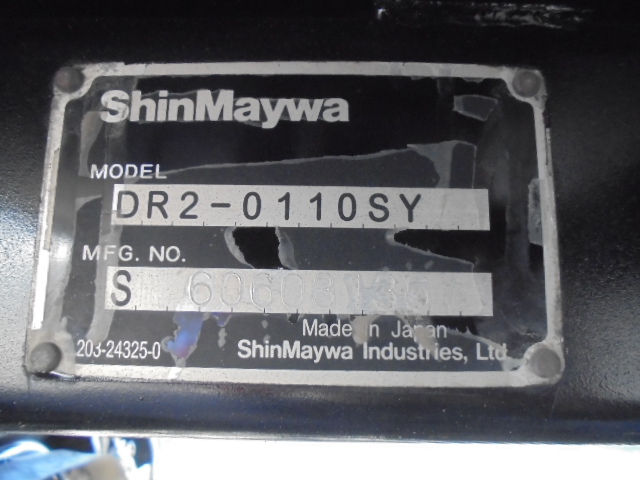 ShinMaywa
MODEL
DR2-0110SY
MFG. NO.
S
Made in Japan
203-24325-0 ShinMaywa Industries, Ltd.